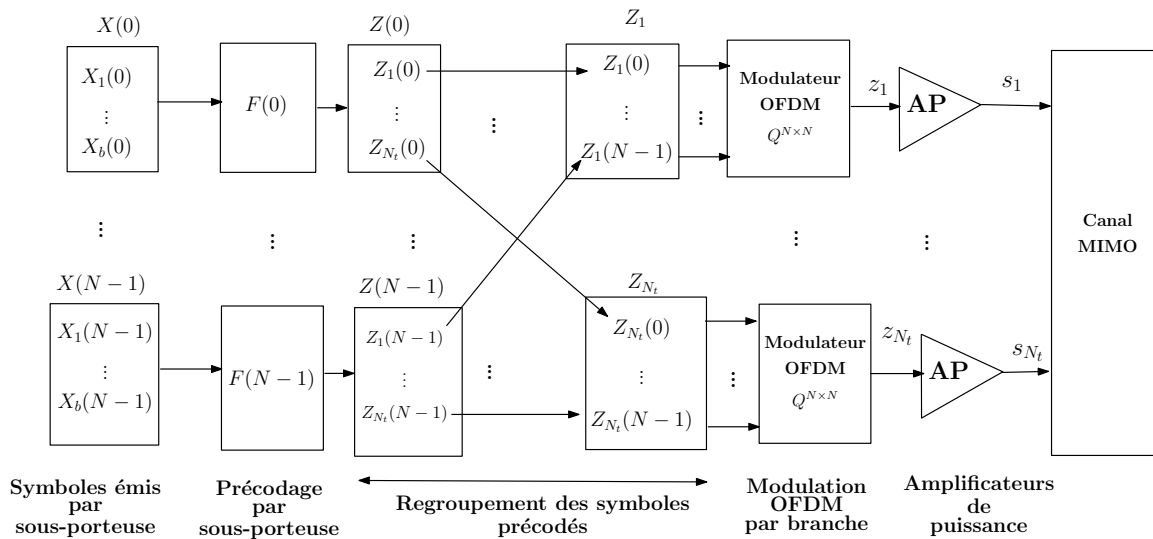 X(0)
X_1(0)
⋮
X_b(0)
F(0)
Z(0)
Z_1(0)
⋮
Z_{N_t}(0)
⋮
Z_1
Z_1(0)
⋮
Z_1(N − 1)
⋮
Modulateur
OFDM
Q^{N×N}
z_1
AP
s_1
Canal
MIMO
⋮
⋮
⋮
⋮
⋮
X(N − 1)
X_1(N − 1)
⋮
X_b(N − 1)
F(N − 1)
Z(N − 1)
Z_1(N − 1)
⋮
Z_{N_t}(N − 1)
⋮
Z_{N_t}
Z_{N_t}(0)
⋮
Z_{N_t}(N − 1)
⋮
Modulateur
OFDM
Q^{N×N}
z_{N_t}
AP
s_{N_t}
Symboles émis
par
sous-porteuse
Précodage
par
sous-porteuse
Regroupement des symboles
précodés
Modulation
OFDM
par branche
Amplificateurs
de
puissance